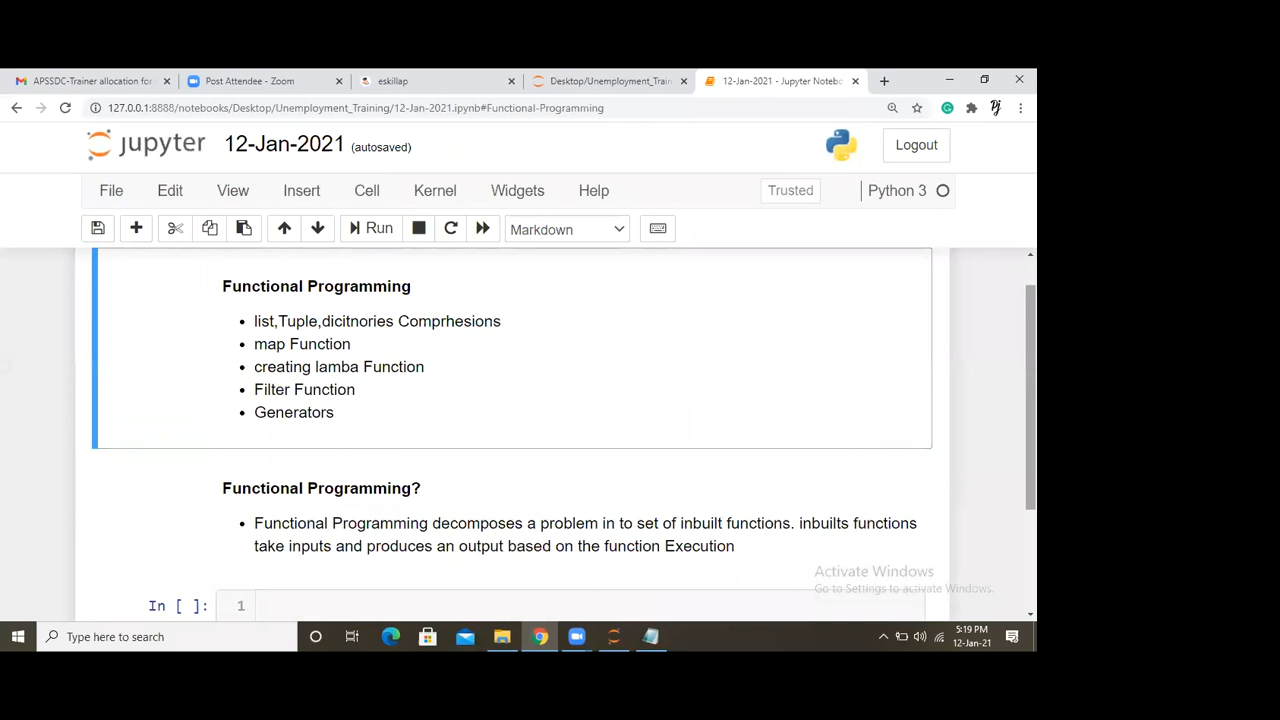 APSSDC-Trainer allocation for
Post Attendee - Zoom
eskillap
Desktop/Unemployment_Train
12-Jan-2021 - Jupyter Notebo
127.0.0.1:8888/notebooks/Desktop/Unemployment_Training/12-Jan-2021.ipynb#Functional-Programming
jupyter 12-Jan-2021 (autosaved)
Logout
File Edit View Insert Cell Kernel Widgets Help
Trusted
Python 3
Run
Markdown
Functional Programming
list,Tuple,dicitnories Comprhesions
map Function
creating lamba Function
Filter Function
Generators
Functional Programming?
Functional Programming decomposes a problem in to set of inbuilt functions. inbuilts functions
take inputs and produces an output based on the function Execution
Activate Windows
Go to Settings to activate Windows.
In [ ]: 1
Type here to search
5:19 PM
12-Jan-21